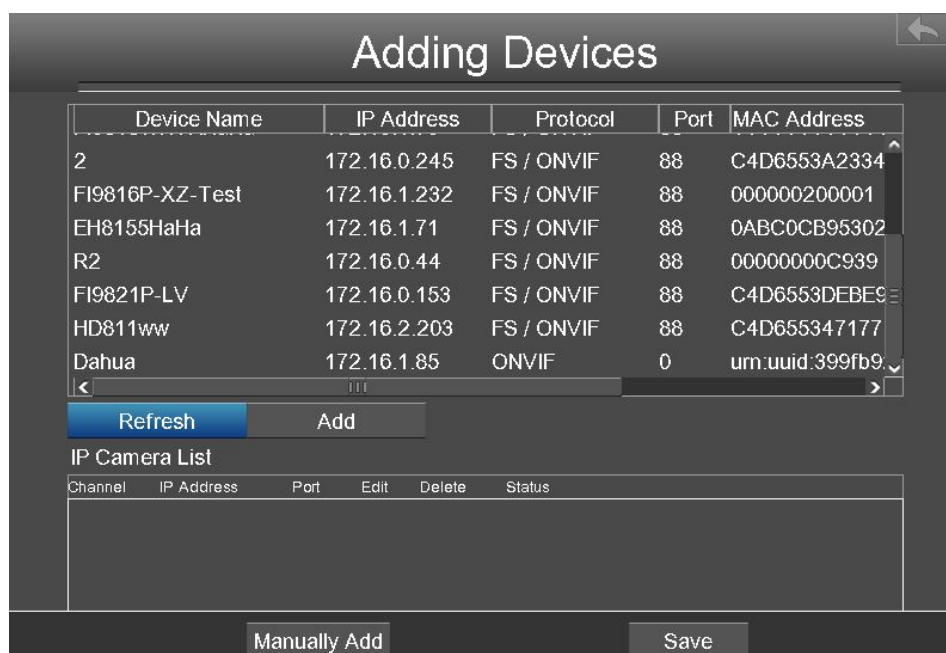 Adding Devices
Device Name IP Address Protocol Port MAC Address
2 172.16.0.245 FS / ONVIF 88 C4D6553A2334
FI9816P-XZ-Test 172.16.1.232 FS / ONVIF 88 000000200001
EH8155HaHa 172.16.1.71 FS / ONVIF 88 0ABC0CB95302
R2 172.16.0.44 FS / ONVIF 88 00000000C939
FI9821P-LV 172.16.0.153 FS / ONVIF 88 C4D6553DEBE9
HD811ww 172.16.2.203 FS / ONVIF 88 C4D655347177
Dahua 172.16.1.85 ONVIF 0 urn:uuid:399fb9
Refresh Add
IP Camera List
Channel IP Address Port Edit Delete Status
Manually Add Save